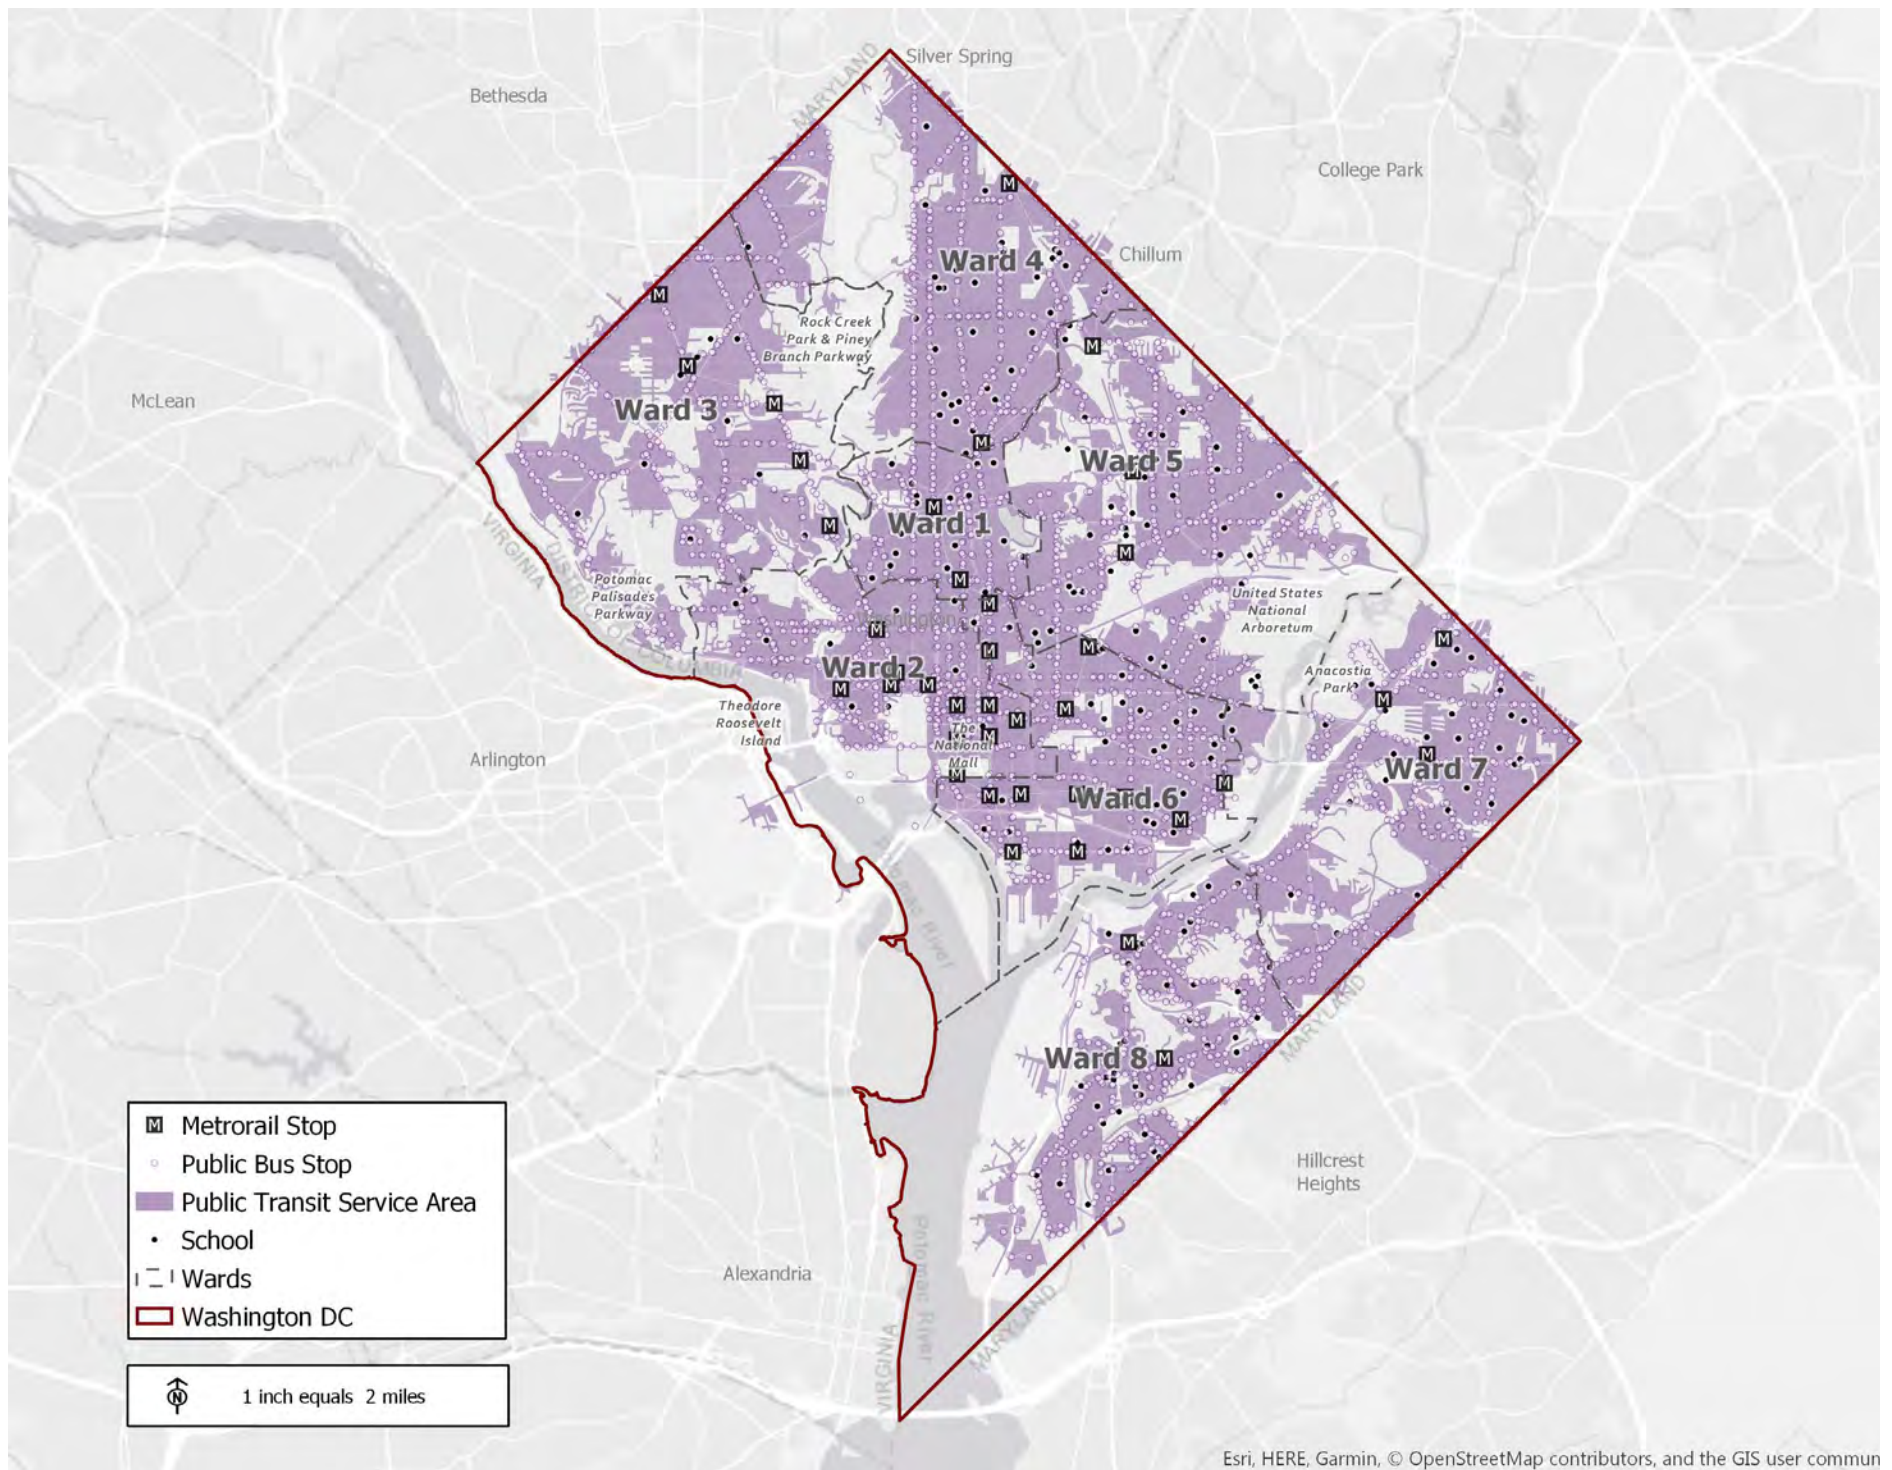 Silver Spring
MARYLAND
Bethesda
College Park
Ward 4
Chillum
Rock Creek
Park & Piney
Branch Parkway
McLean
Ward 3
Ward 5
Ward 1
VIRGINIA
DISTRICT OF COLUMBIA
Potomac
Palisades
Parkway
United States
National
Arboretum
Washington
Ward 2
Anacostia
Park
Theodore
Roosevelt
Island
The
National
Mall
Arlington
Ward 7
Ward 6
Potomac River
MARYLAND
Ward 8
M Metrorail Stop
Public Bus Stop
Public Transit Service Area
School
Wards
Washington DC
Hillcrest
Heights
Alexandria
Potomac River
VIRGINIA
MARYLAND
N 1 inch equals 2 miles
Esri, HERE, Garmin, © OpenStreetMap contributors, and the GIS user commun